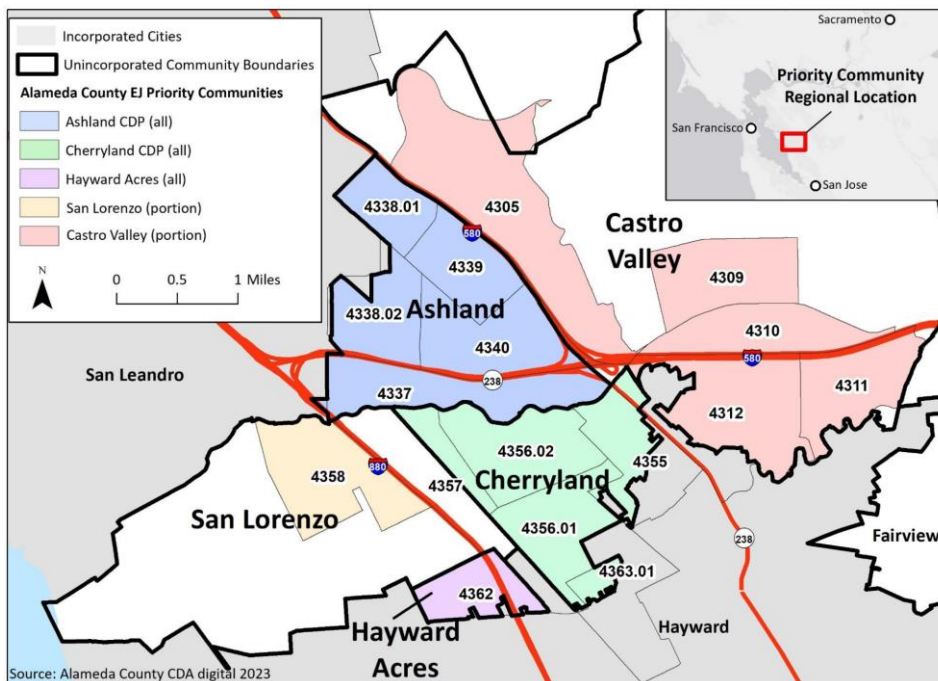 Incorporated Cities
Unincorporated Community Boundaries
Alameda County EJ Priority Communities
Ashland CDP (all)
Cherryland CDP (all)
Hayward Acres (all)
San Lorenzo (portion)
Castro Valley (portion)
N
0 0.5 1 Miles
Sacramento
Priority Community
Regional Location
San Francisco
San Jose
4338.01
4305
580
Castro
Valley
4339
4309
4338.02
Ashland
4310
4340
580
San Leandro
238
4311
4337
4312
4356.02
4355
4358
880
4357
Cherryland
San Lorenzo
4356.01
238
Fairview
4363.01
4362
Hayward
Hayward
Acres
Source: Alameda County CDA digital 2023